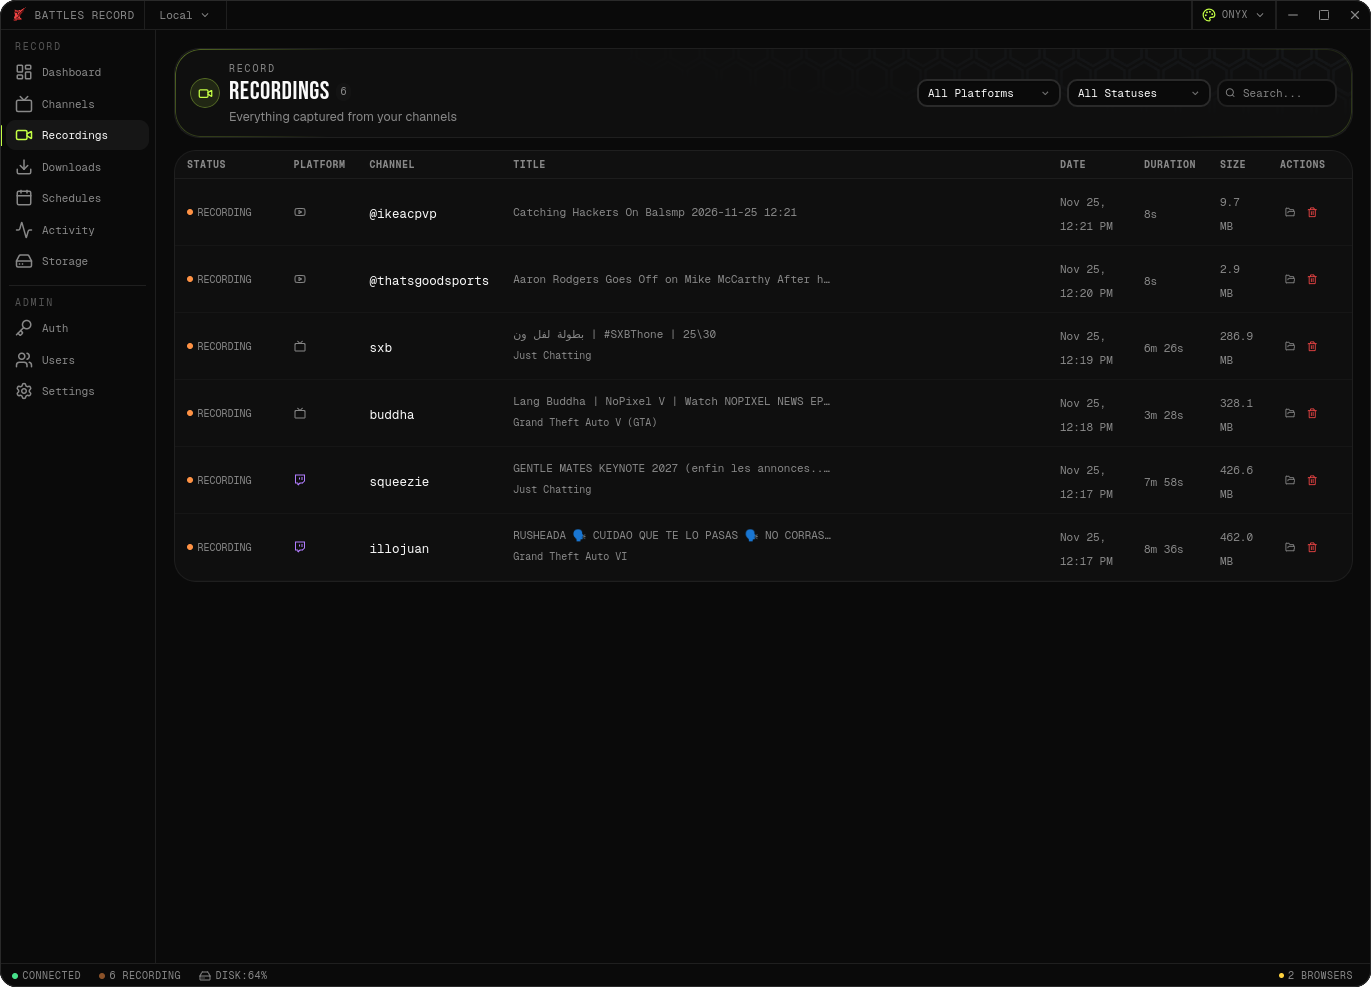 BATTLES RECORD
Local
ONYX
RECORD
Dashboard
Channels
Recordings
Downloads
Schedules
Activity
Storage
ADMIN
Auth
Users
Settings
RECORD
RECORDINGS 6
Everything captured from your channels
All Platforms
All Statuses
Search...
STATUS PLATFORM CHANNEL TITLE DATE DURATION SIZE ACTIONS
RECORDING @ikeacpvp Catching Hackers On Balsmp 2026-11-25 12:21 Nov 25, 12:21 PM 8s 9.7 MB
RECORDING @thatsgoodsports Aaron Rodgers Goes Off on Mike McCarthy After h… Nov 25, 12:20 PM 8s 2.9 MB
RECORDING sxb بطولة لفل ون | #SXBThone | 25\30 Nov 25, 12:19 PM 6m 26s 286.9 MB
Just Chatting
RECORDING buddha Lang Buddha | NoPixel V | Watch NOPIXEL NEWS EP… Nov 25, 12:18 PM 3m 28s 328.1 MB
Grand Theft Auto V (GTA)
RECORDING squeezie GENTLE MATES KEYNOTE 2027 (enfin les annonces..… Nov 25, 12:17 PM 7m 58s 426.6 MB
Just Chatting
RECORDING illojuan RUSHEADA 🗣️ CUIDAO QUE TE LO PASAS 🗣️ NO CORRAS… Nov 25, 12:17 PM 8m 36s 462.0 MB
Grand Theft Auto VI
CONNECTED
6 RECORDING
DISK:64%
2 BROWSERS